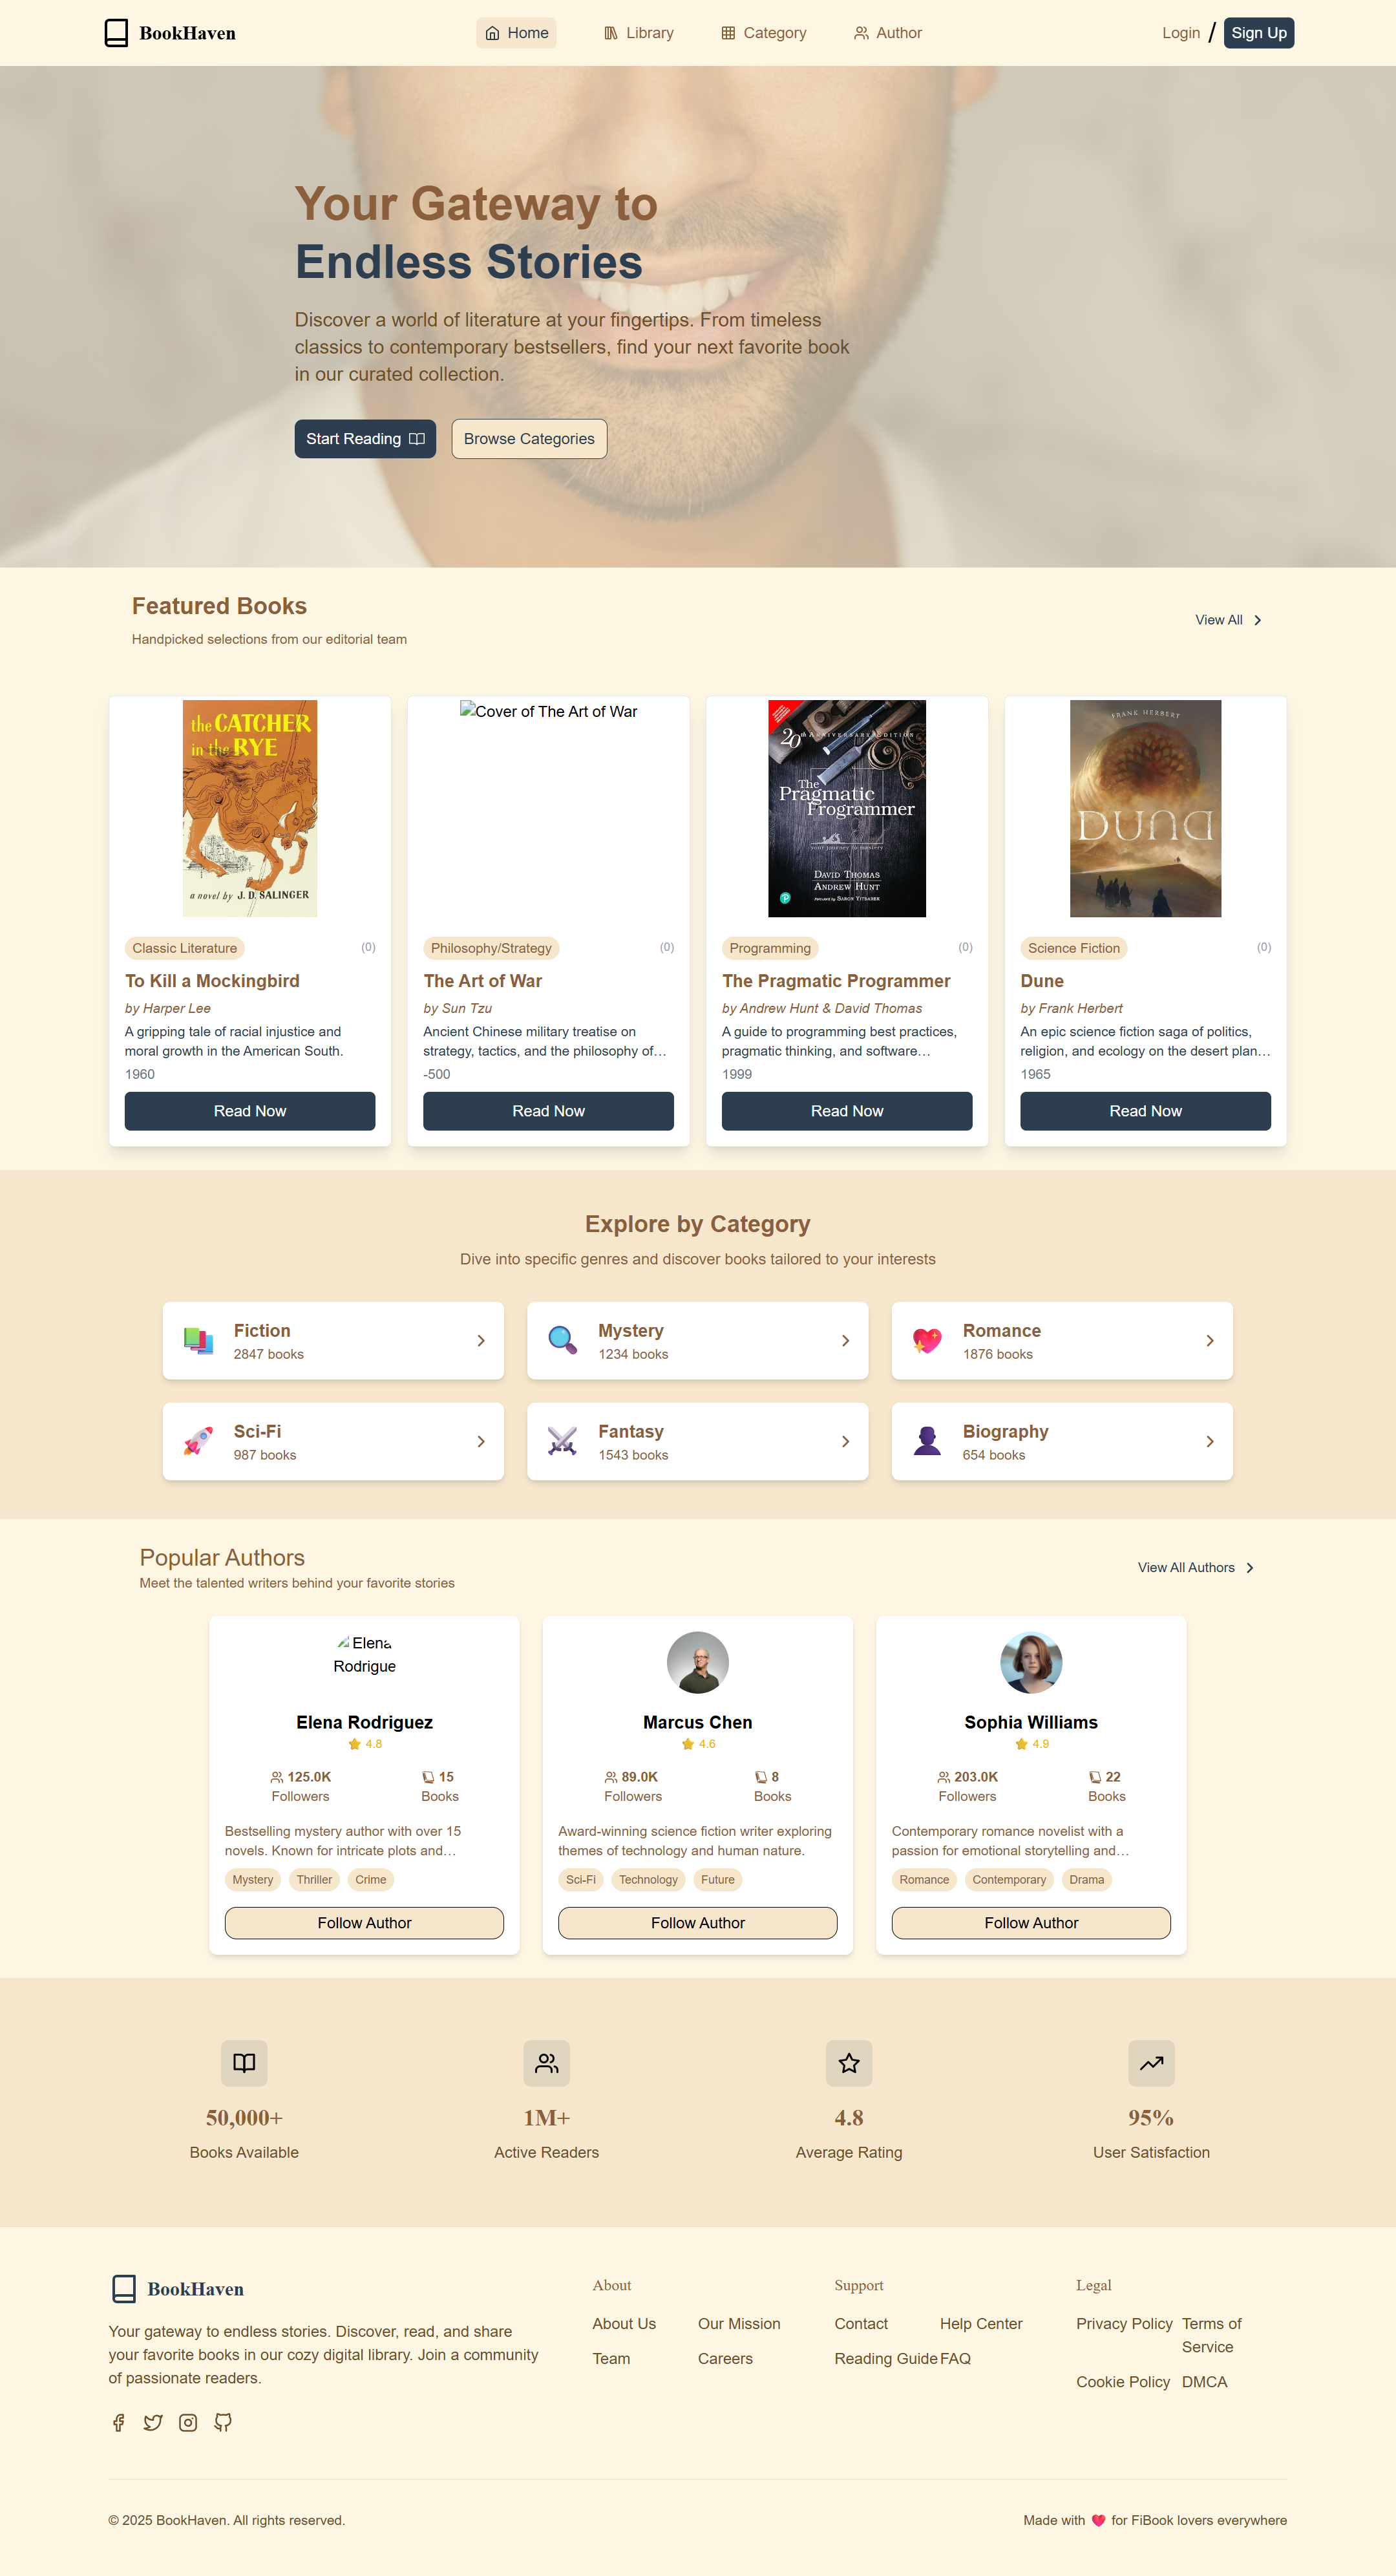 BookHaven
Home
Library
Category
Author
Login / Sign Up
Your Gateway to
Endless Stories
Discover a world of literature at your fingertips. From timeless
classics to contemporary bestsellers, find your next favorite book
in our curated collection.
Start Reading
Browse Categories
Featured Books
Handpicked selections from our editorial team
View All
the CATCHER
in the RYE
a novel by J. D. SALINGER
Classic Literature
(0)
To Kill a Mockingbird
by Harper Lee
A gripping tale of racial injustice and
moral growth in the American South.
1960
Read Now
Cover of The Art of War
Philosophy/Strategy
(0)
The Art of War
by Sun Tzu
Ancient Chinese military treatise on
strategy, tactics, and the philosophy of…
-500
Read Now
20th ANNIVERSARY EDITION
The
Pragmatic
Programmer
your journey to mastery
DAVID THOMAS
ANDREW HUNT
Foreword by SARON YITBAREK
Programming
(0)
The Pragmatic Programmer
by Andrew Hunt & David Thomas
A guide to programming best practices,
pragmatic thinking, and software…
1999
Read Now
FRANK HERBERT
DUNE
Science Fiction
(0)
Dune
by Frank Herbert
An epic science fiction saga of politics,
religion, and ecology on the desert plan…
1965
Read Now
Explore by Category
Dive into specific genres and discover books tailored to your interests
Fiction
2847 books
Mystery
1234 books
Romance
1876 books
Sci-Fi
987 books
Fantasy
1543 books
Biography
654 books
Popular Authors
Meet the talented writers behind your favorite stories
View All Authors
Elena
Rodrigue
Elena Rodriguez
4.8
125.0K
Followers
15
Books
Bestselling mystery author with over 15
novels. Known for intricate plots and…
Mystery
Thriller
Crime
Follow Author
Marcus Chen
4.6
89.0K
Followers
8
Books
Award-winning science fiction writer exploring
themes of technology and human nature.
Sci-Fi
Technology
Future
Follow Author
Sophia Williams
4.9
203.0K
Followers
22
Books
Contemporary romance novelist with a
passion for emotional storytelling and…
Romance
Contemporary
Drama
Follow Author
50,000+
Books Available
1M+
Active Readers
4.8
Average Rating
95%
User Satisfaction
BookHaven
Your gateway to endless stories. Discover, read, and share
your favorite books in our cozy digital library. Join a community
of passionate readers.
About
About Us
Our Mission
Team
Careers
Support
Contact
Help Center
Reading Guide
FAQ
Legal
Privacy Policy
Terms of
Service
Cookie Policy
DMCA
© 2025 BookHaven. All rights reserved.
Made with 💖 for FiBook lovers everywhere